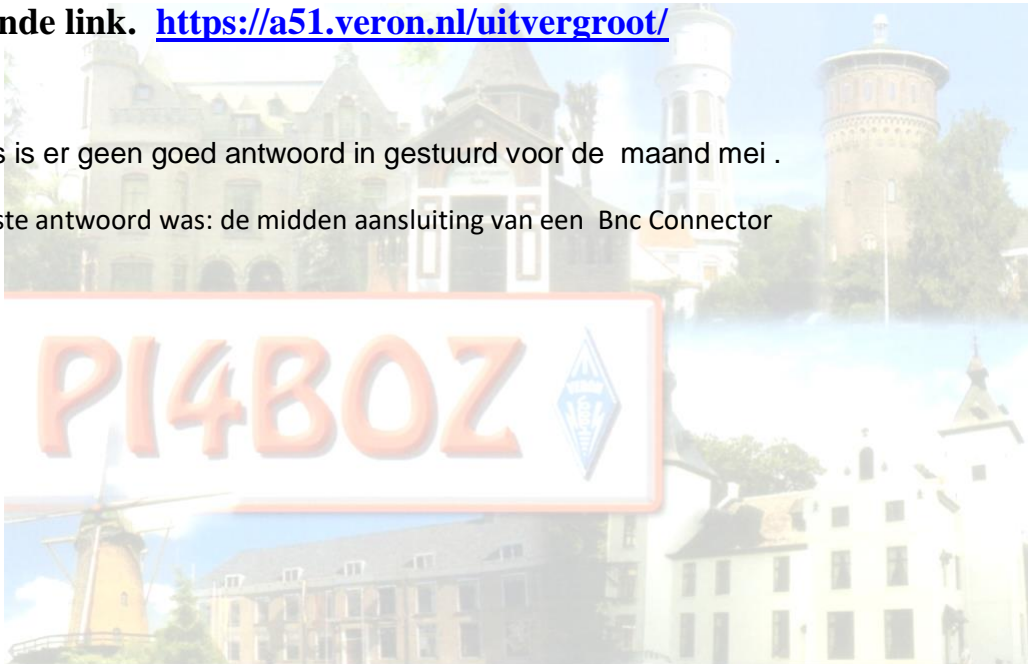 nde link. https://a51.veron.nl/uitvergroot/
s is er geen goed antwoord in gestuurd voor de maand mei .
ste antwoord was: de midden aansluiting van een Bnc Connector
PI4BOZ